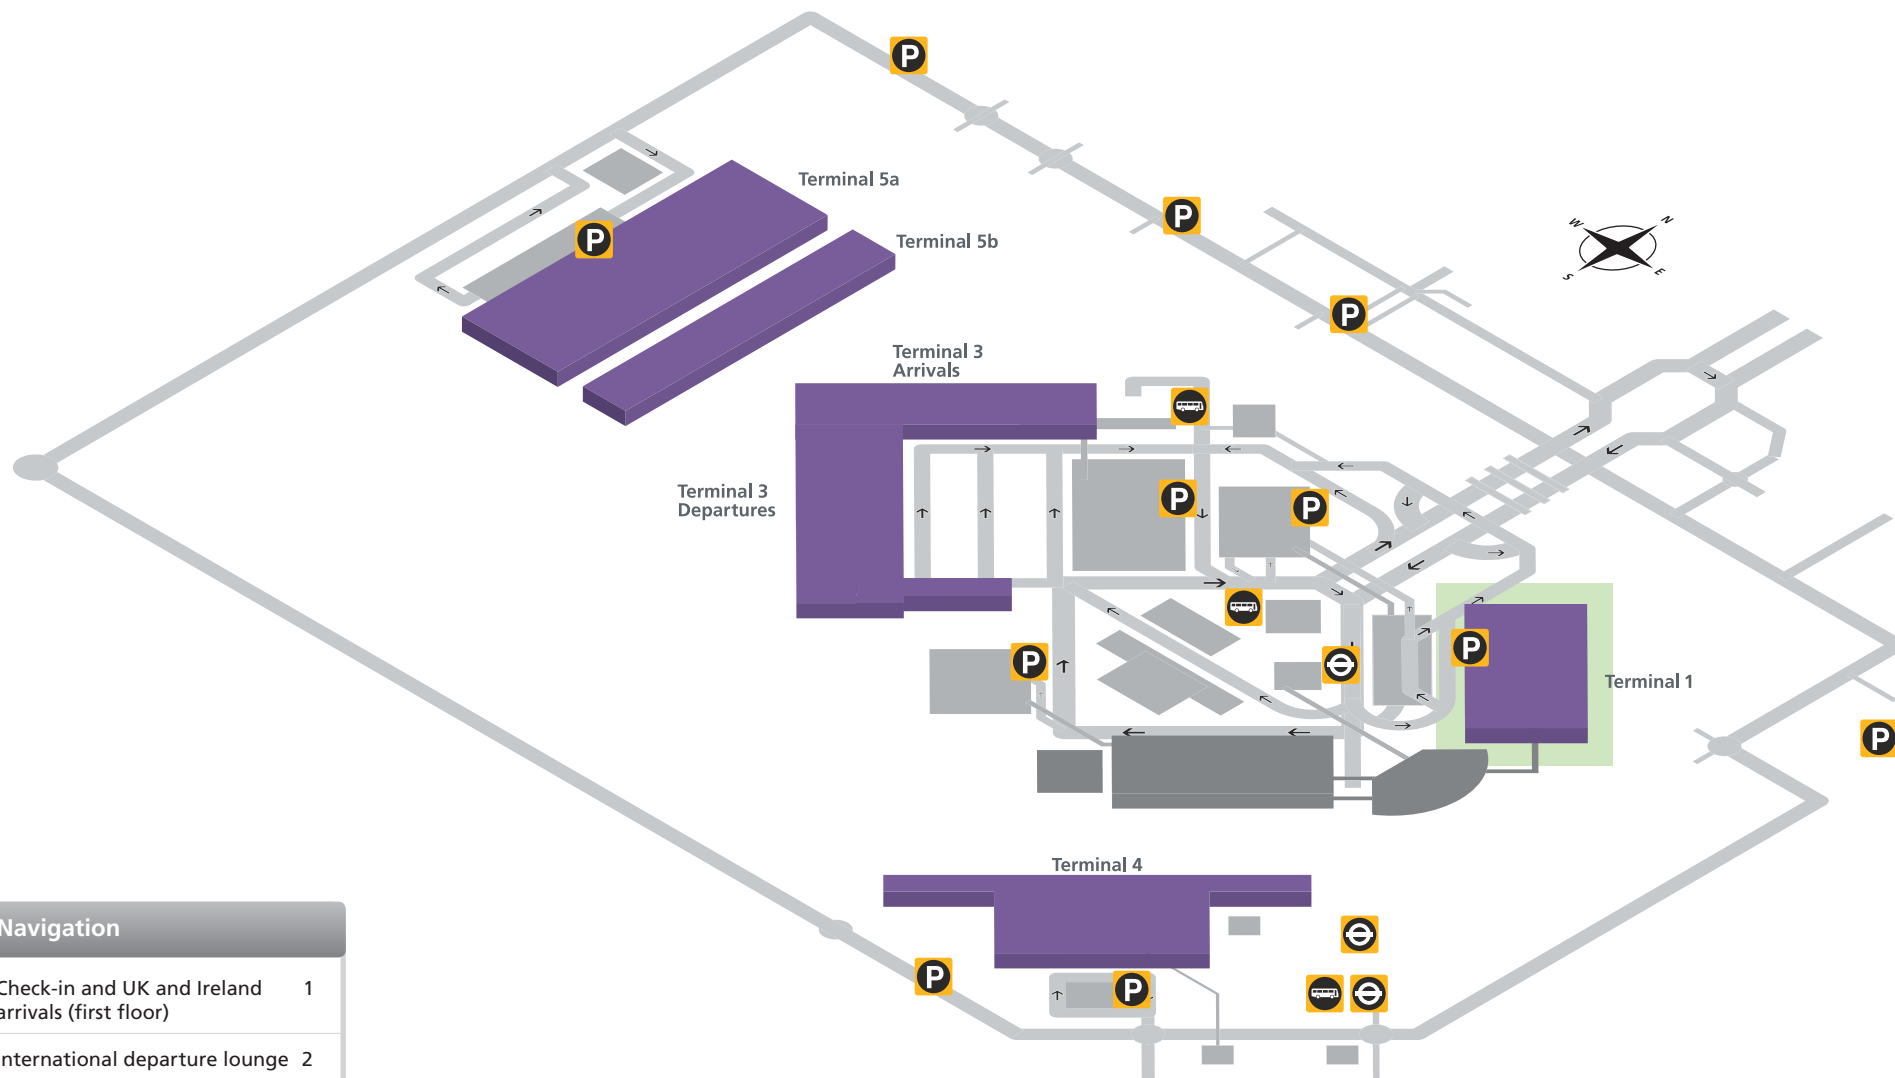 P
P
Terminal 5a
P
W
N
Terminal 5b
P
S
E
P
Terminal 3
Arrivals
Terminal 3
Departures
P
P
P
P
Terminal 1
P
Terminal 4
P
P
Navigation
Check-in and UK and Ireland 1
arrivals (first floor)
International departure lounge 2